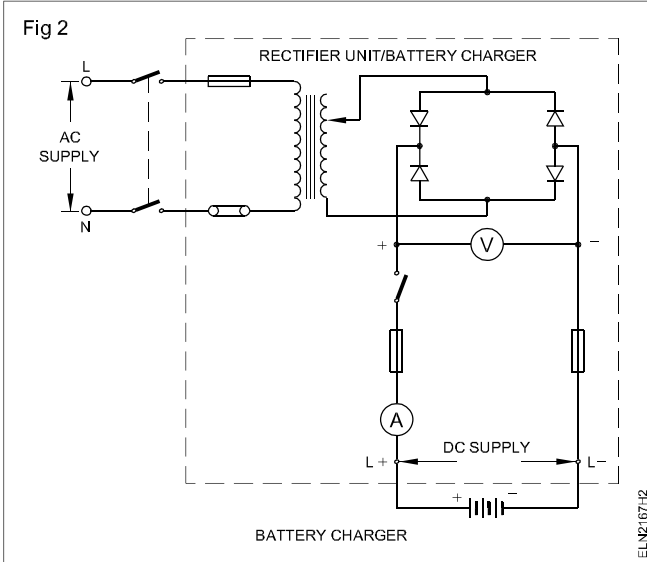 Fig 2
RECTIFIER UNIT/BATTERY CHARGER
L
AC
SUPPLY
N
+
V
−
A
DC SUPPLY
L +
L −
+
−
BATTERY CHARGER
ELN2167H2